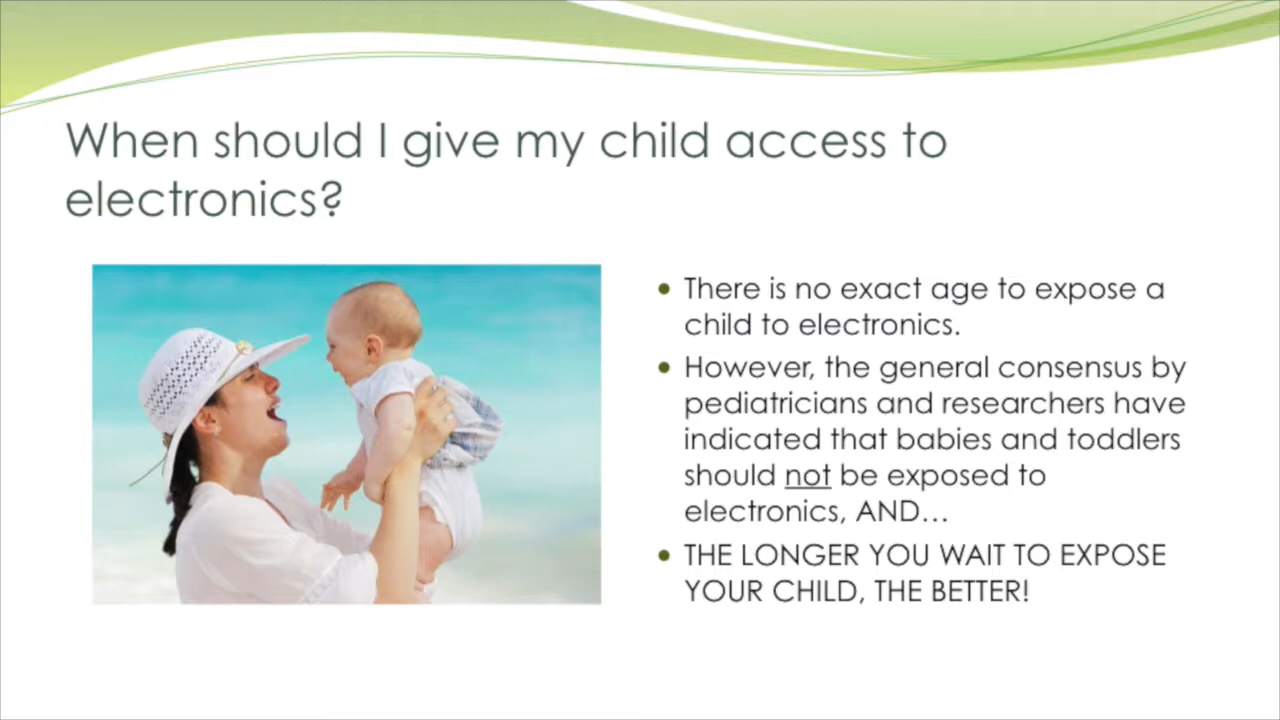 When should I give my child access to
electronics?
• There is no exact age to expose a
child to electronics.
• However, the general consensus by
pediatricians and researchers have
indicated that babies and toddlers
should not be exposed to
electronics, AND…
• THE LONGER YOU WAIT TO EXPOSE
YOUR CHILD, THE BETTER!